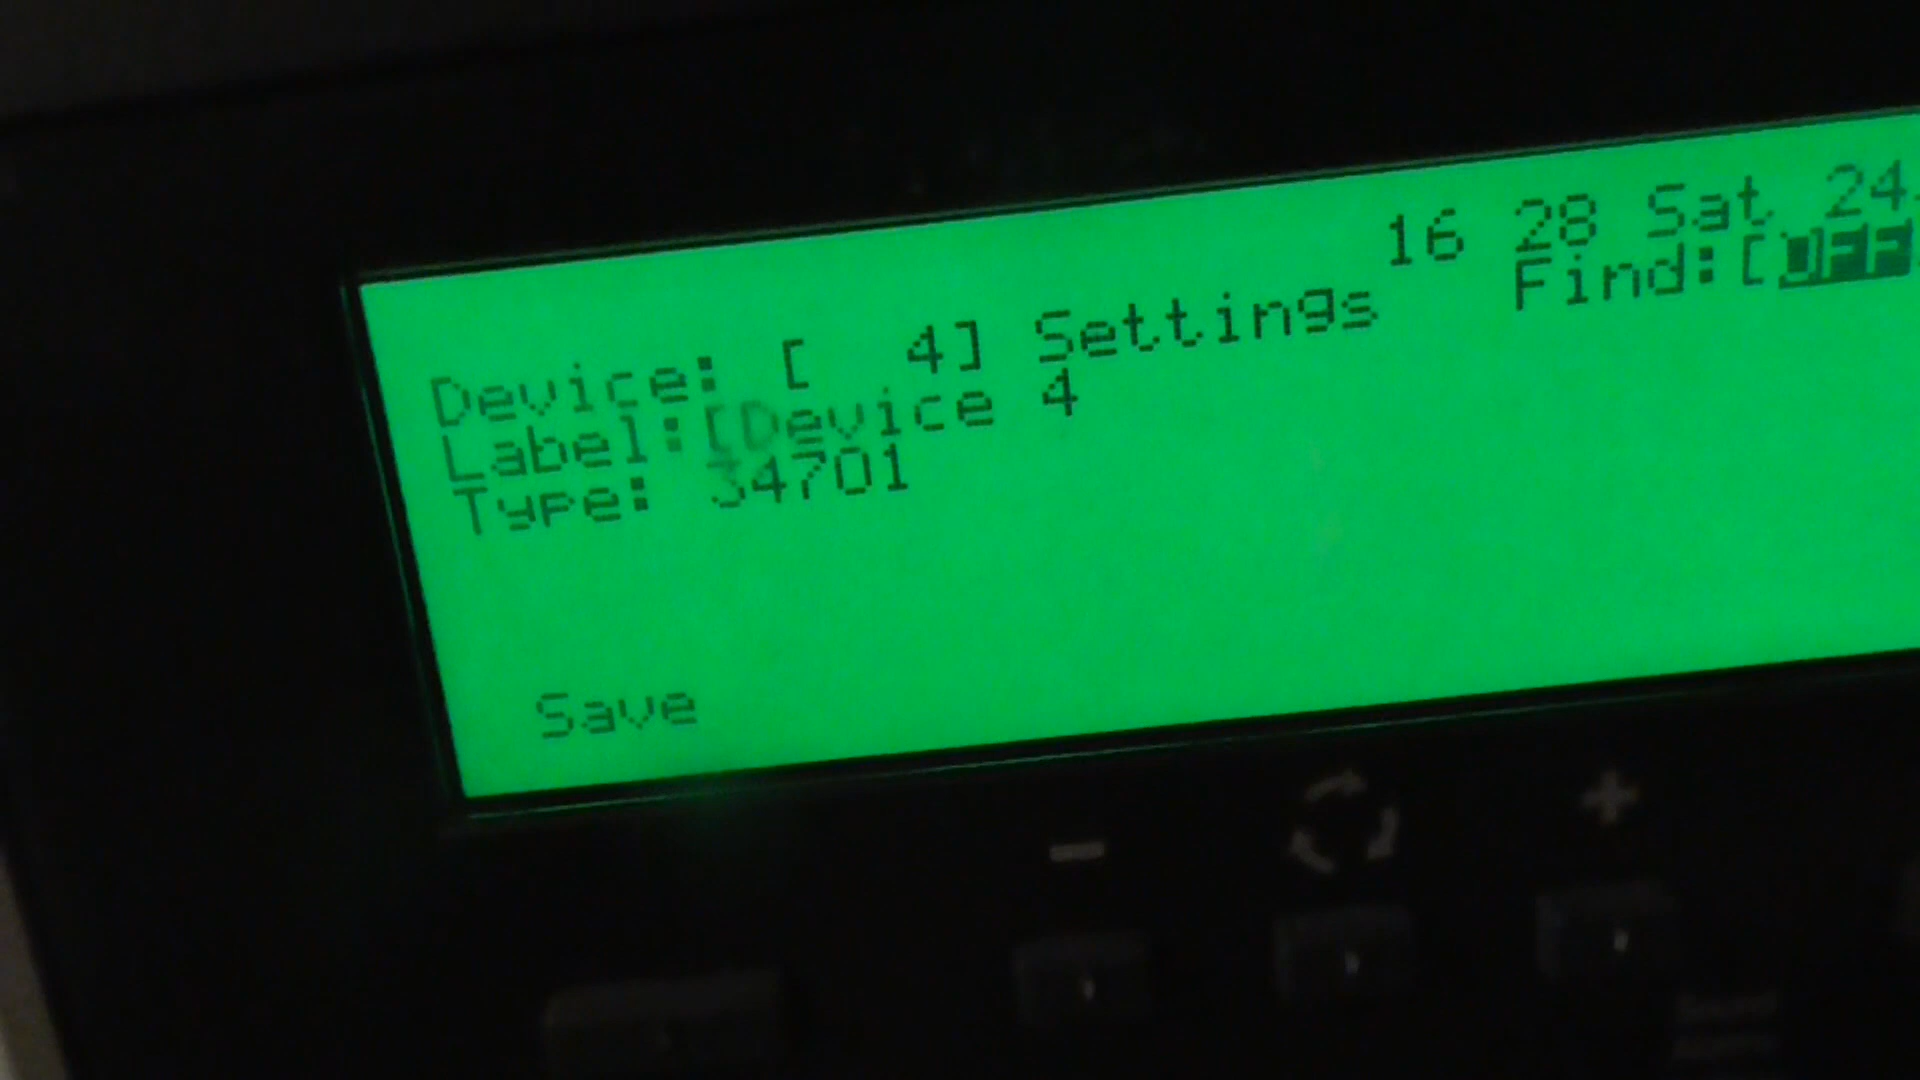 16 28 Sat 24
Device: [  4] Settings Find:[OFF
Label:[Device 4
Type: 34701
Save
- +